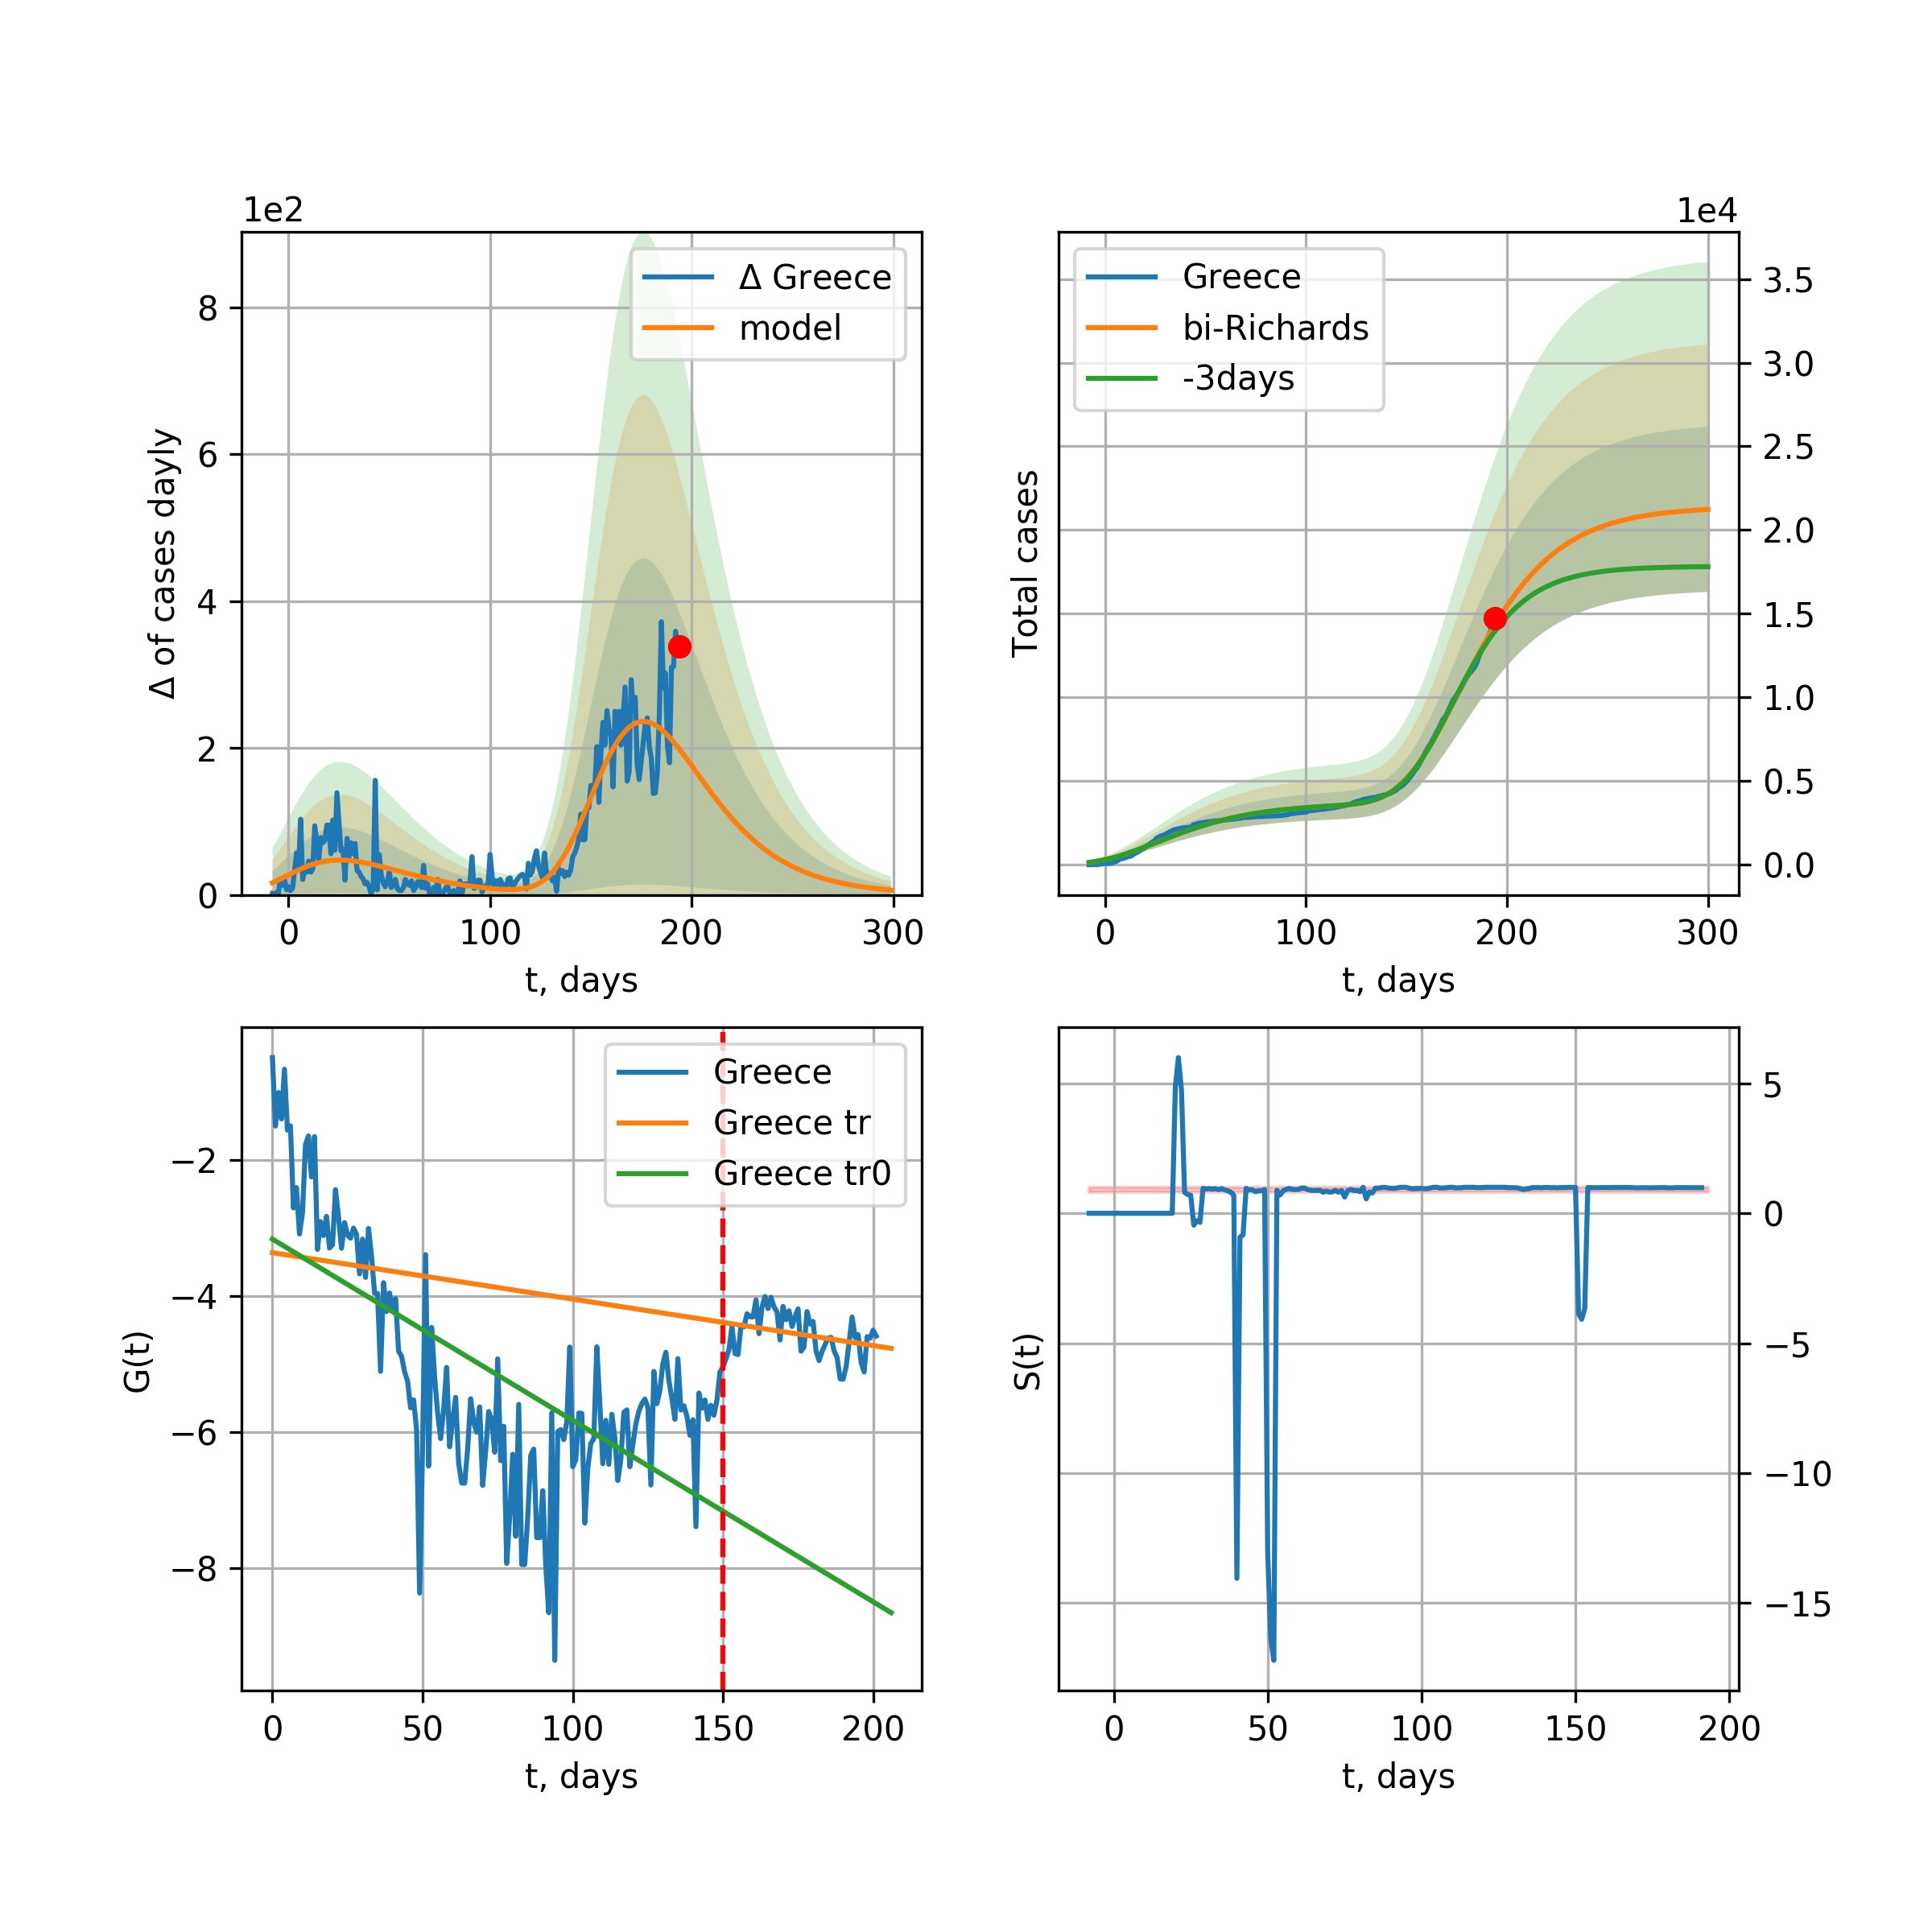 1e2
Δ of cases dayly
8
6
4
2
0
0 100 200 300
t, days
Δ Greece
model
1e4
Total cases
3.5
3.0
2.5
2.0
1.5
1.0
0.5
0.0
0 100 200 300
t, days
Greece
bi-Richards
-3days
G(t)
−2
−4
−6
−8
0 50 100 150 200
t, days
Greece
Greece tr
Greece tr0
S(t)
5
0
−5
−10
−15
0 50 100 150 200
t, days